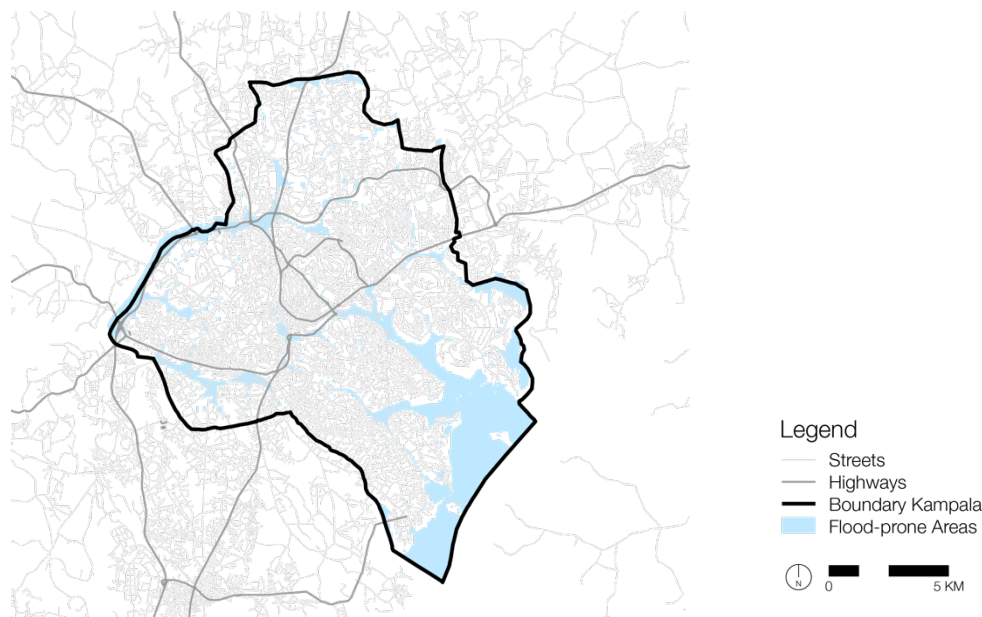 Legend
Streets
Highways
Boundary Kampala
Flood-prone Areas
N
0 5 KM